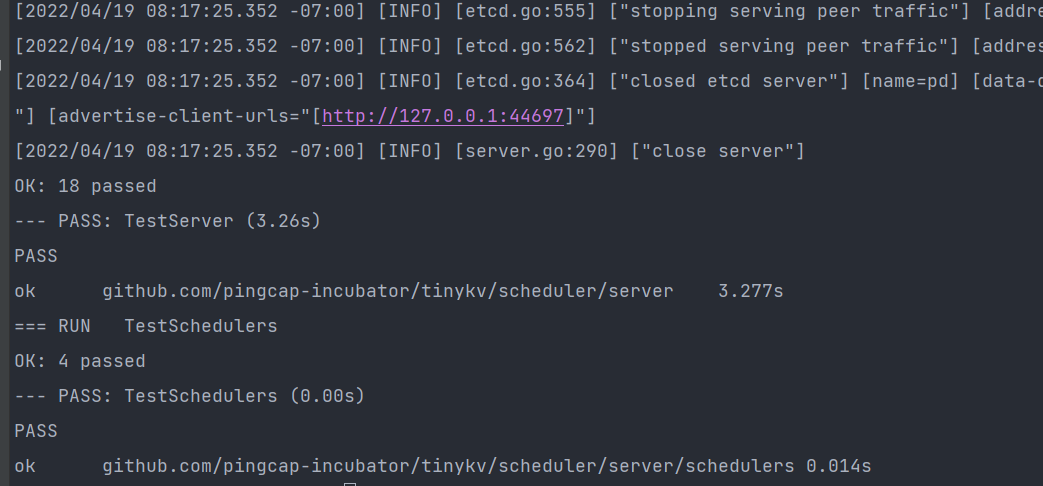 [2022/04/19 08:17:25.352 -07:00] [INFO] [etcd.go:555] ["stopping serving peer traffic"] [addre
[2022/04/19 08:17:25.352 -07:00] [INFO] [etcd.go:562] ["stopped serving peer traffic"] [addres
[2022/04/19 08:17:25.352 -07:00] [INFO] [etcd.go:364] ["closed etcd server"] [name=pd] [data-d
"] [advertise-client-urls="[http://127.0.0.1:44697]"]
[2022/04/19 08:17:25.352 -07:00] [INFO] [server.go:290] ["close server"]
OK: 18 passed
--- PASS: TestServer (3.26s)
PASS
ok      github.com/pingcap-incubator/tinykv/scheduler/server    3.277s
=== RUN   TestSchedulers
OK: 4 passed
--- PASS: TestSchedulers (0.00s)
PASS
ok      github.com/pingcap-incubator/tinykv/scheduler/server/schedulers 0.014s